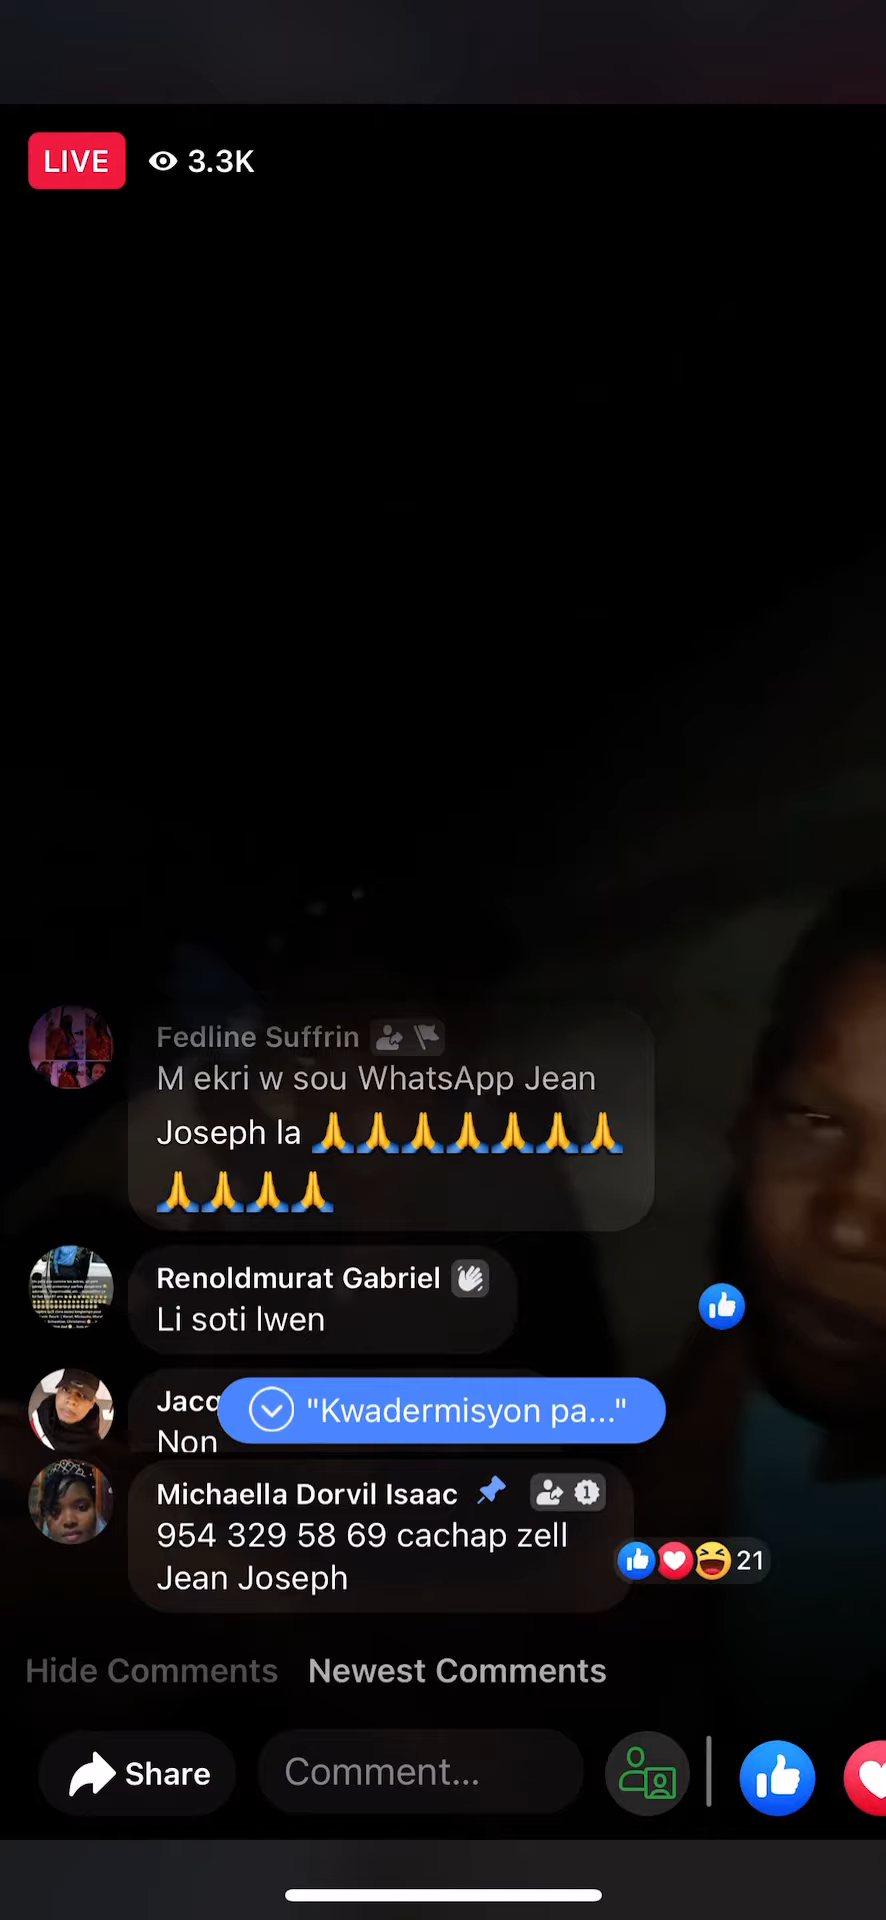 LIVE 3.3K
Fedline Suffrin
M ekri w sou WhatsApp Jean
Joseph la 🙏🙏🙏🙏🙏🙏🙏
🙏🙏🙏🙏
Renoldmurat Gabriel
Li soti lwen
Jacq
Non
"Kwadermisyon pa..."
Michaella Dorvil Isaac
954 329 58 69 cachap zell
Jean Joseph
21
Hide Comments Newest Comments
Share Comment...